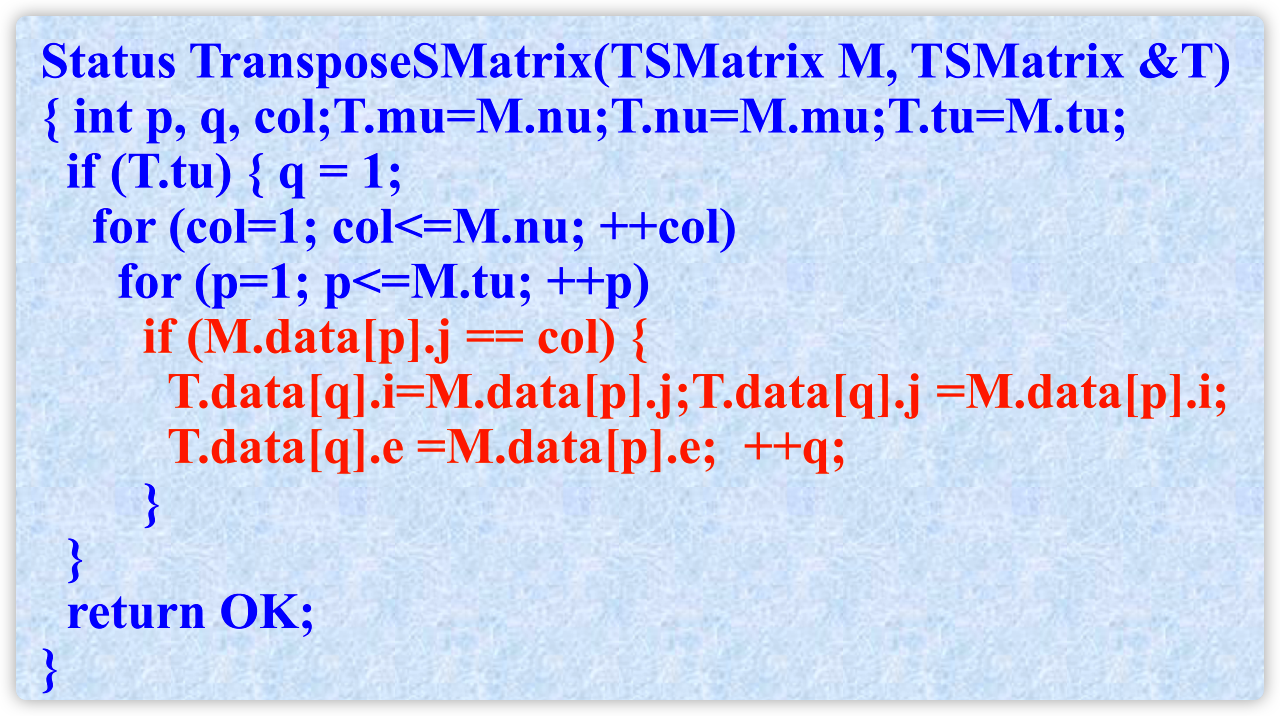 Status TransposeSMatrix(TSMatrix M, TSMatrix &T)
{ int p, q, col;T.mu=M.nu;T.nu=M.mu;T.tu=M.tu;
if (T.tu) { q = 1;
for (col=1; col<=M.nu; ++col)
for (p=1; p<=M.tu; ++p)
if (M.data[p].j == col) {
T.data[q].i=M.data[p].j;T.data[q].j =M.data[p].i;
T.data[q].e =M.data[p].e; ++q;
}
}
return OK;
}